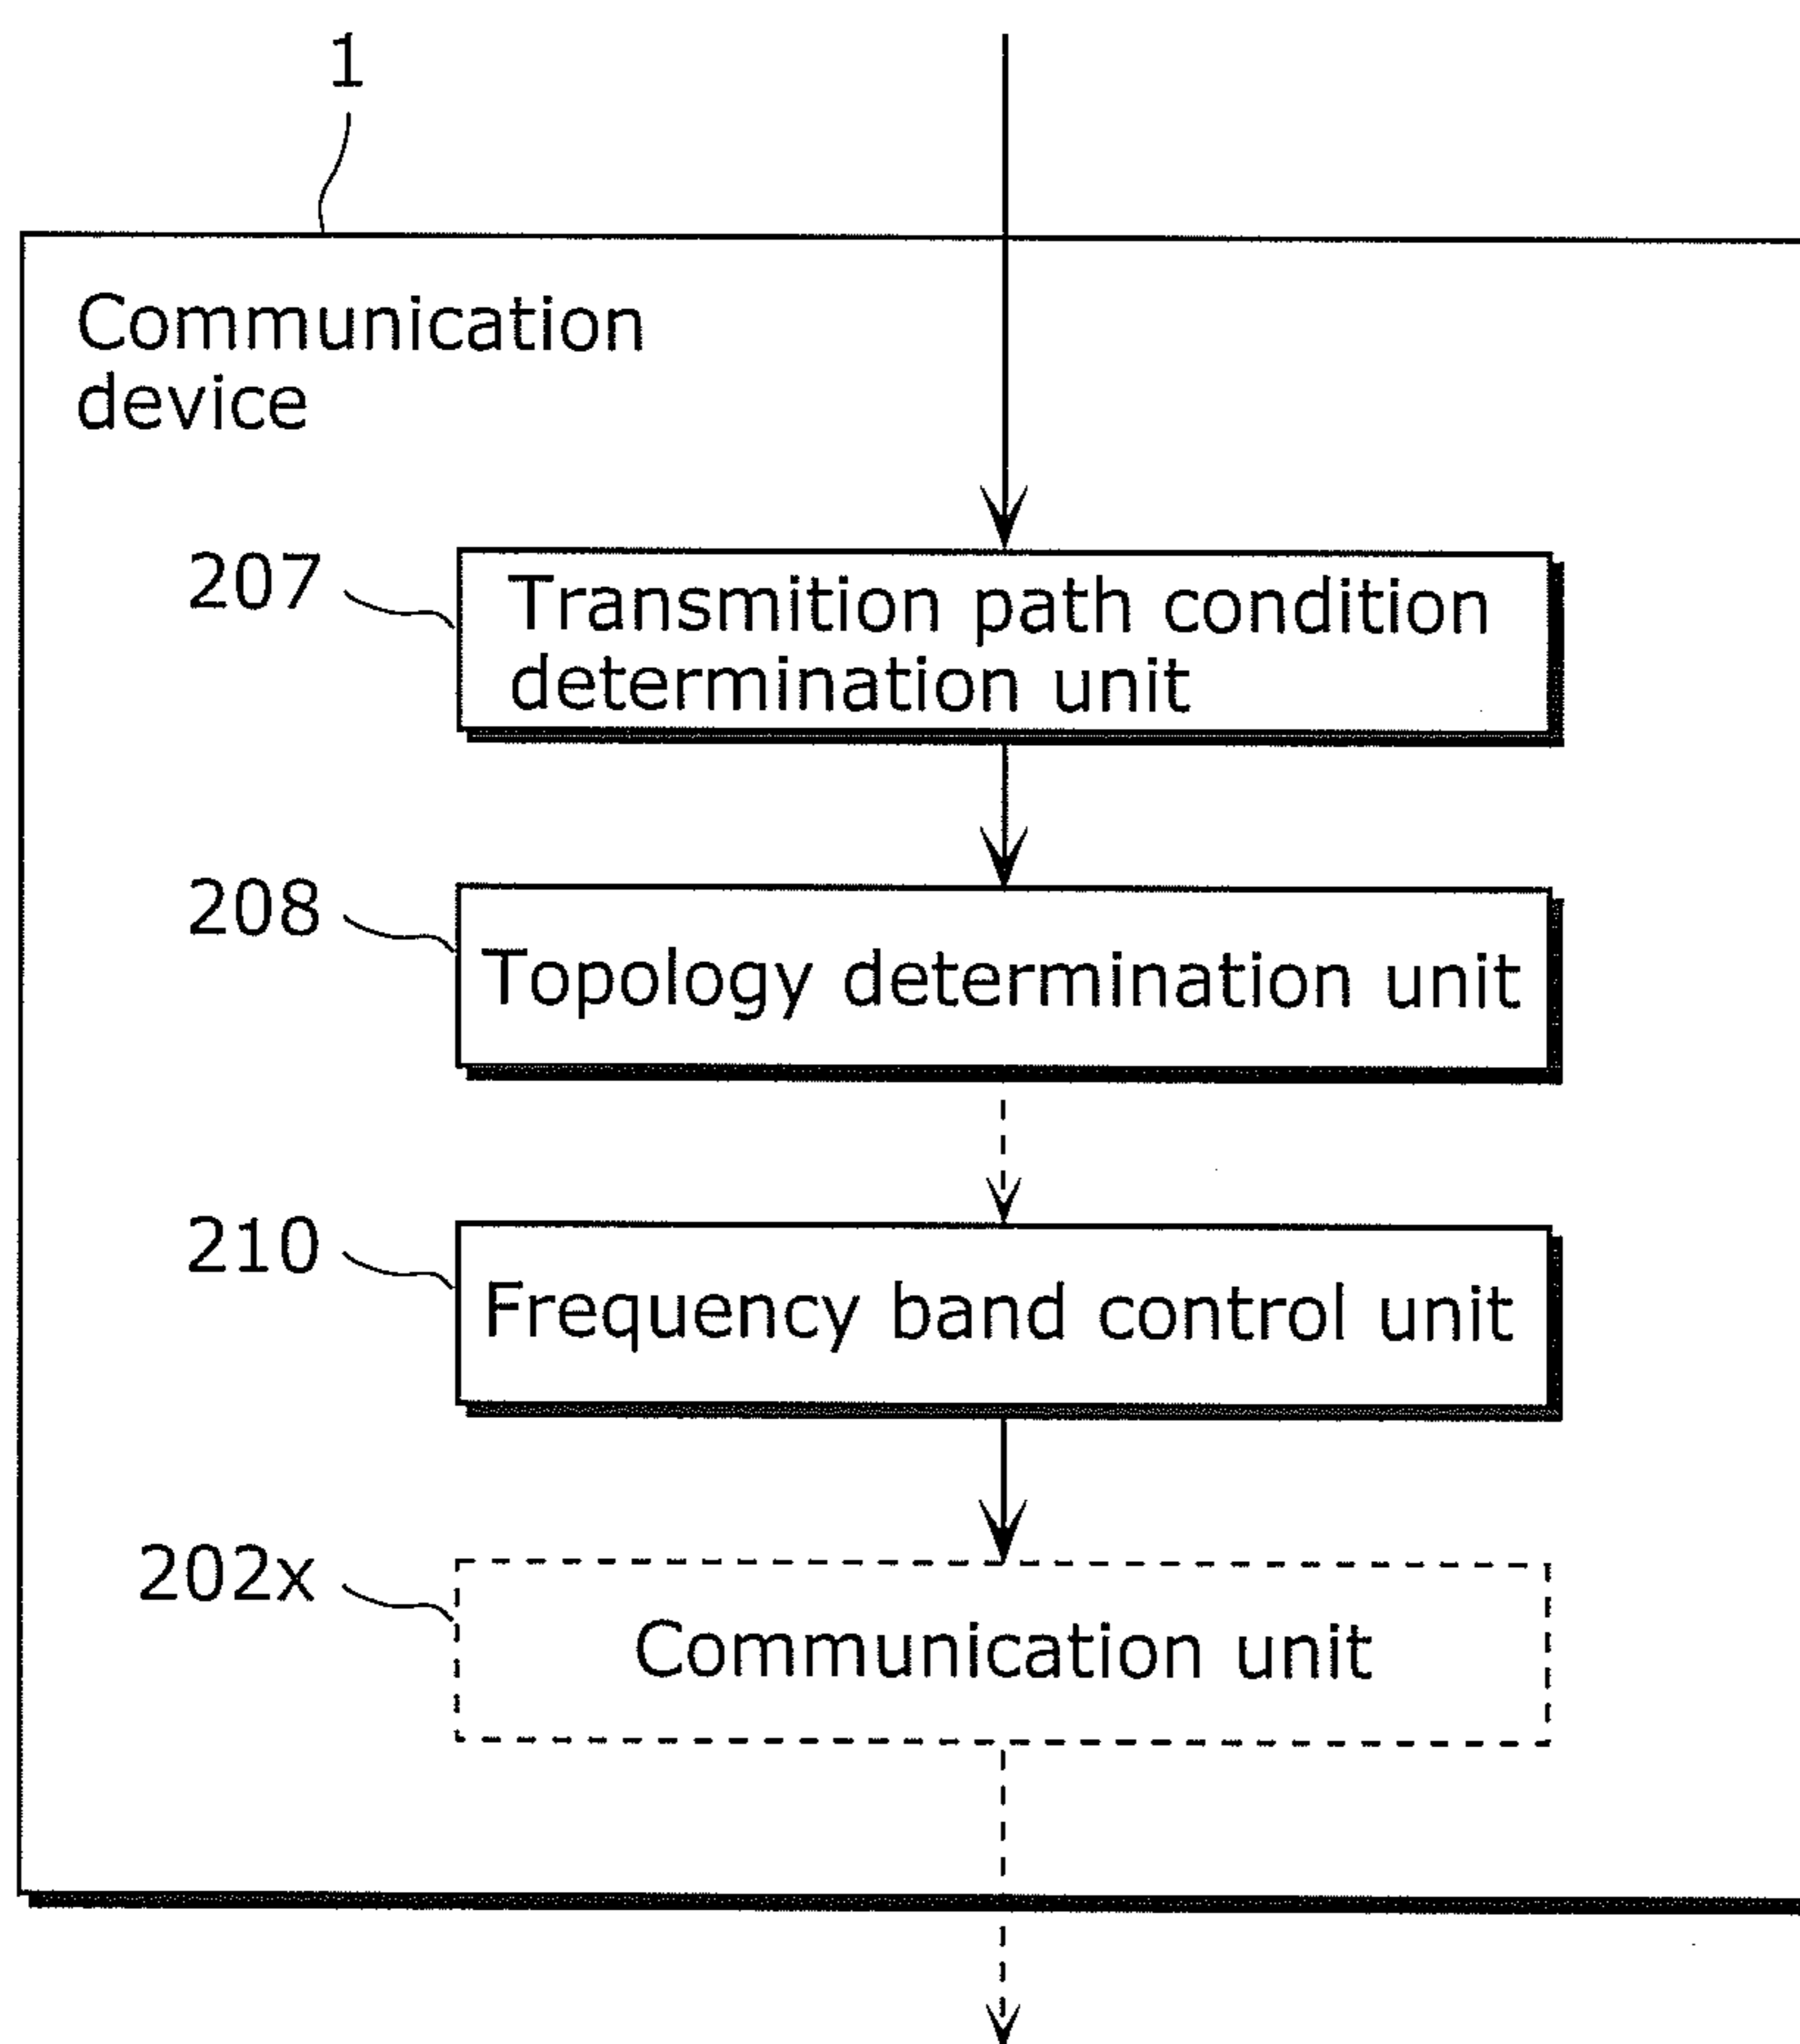 1
Communication
device
207
Transmition path condition
determination unit
208
Topology determination unit
210
Frequency band control unit
202x
Communication unit